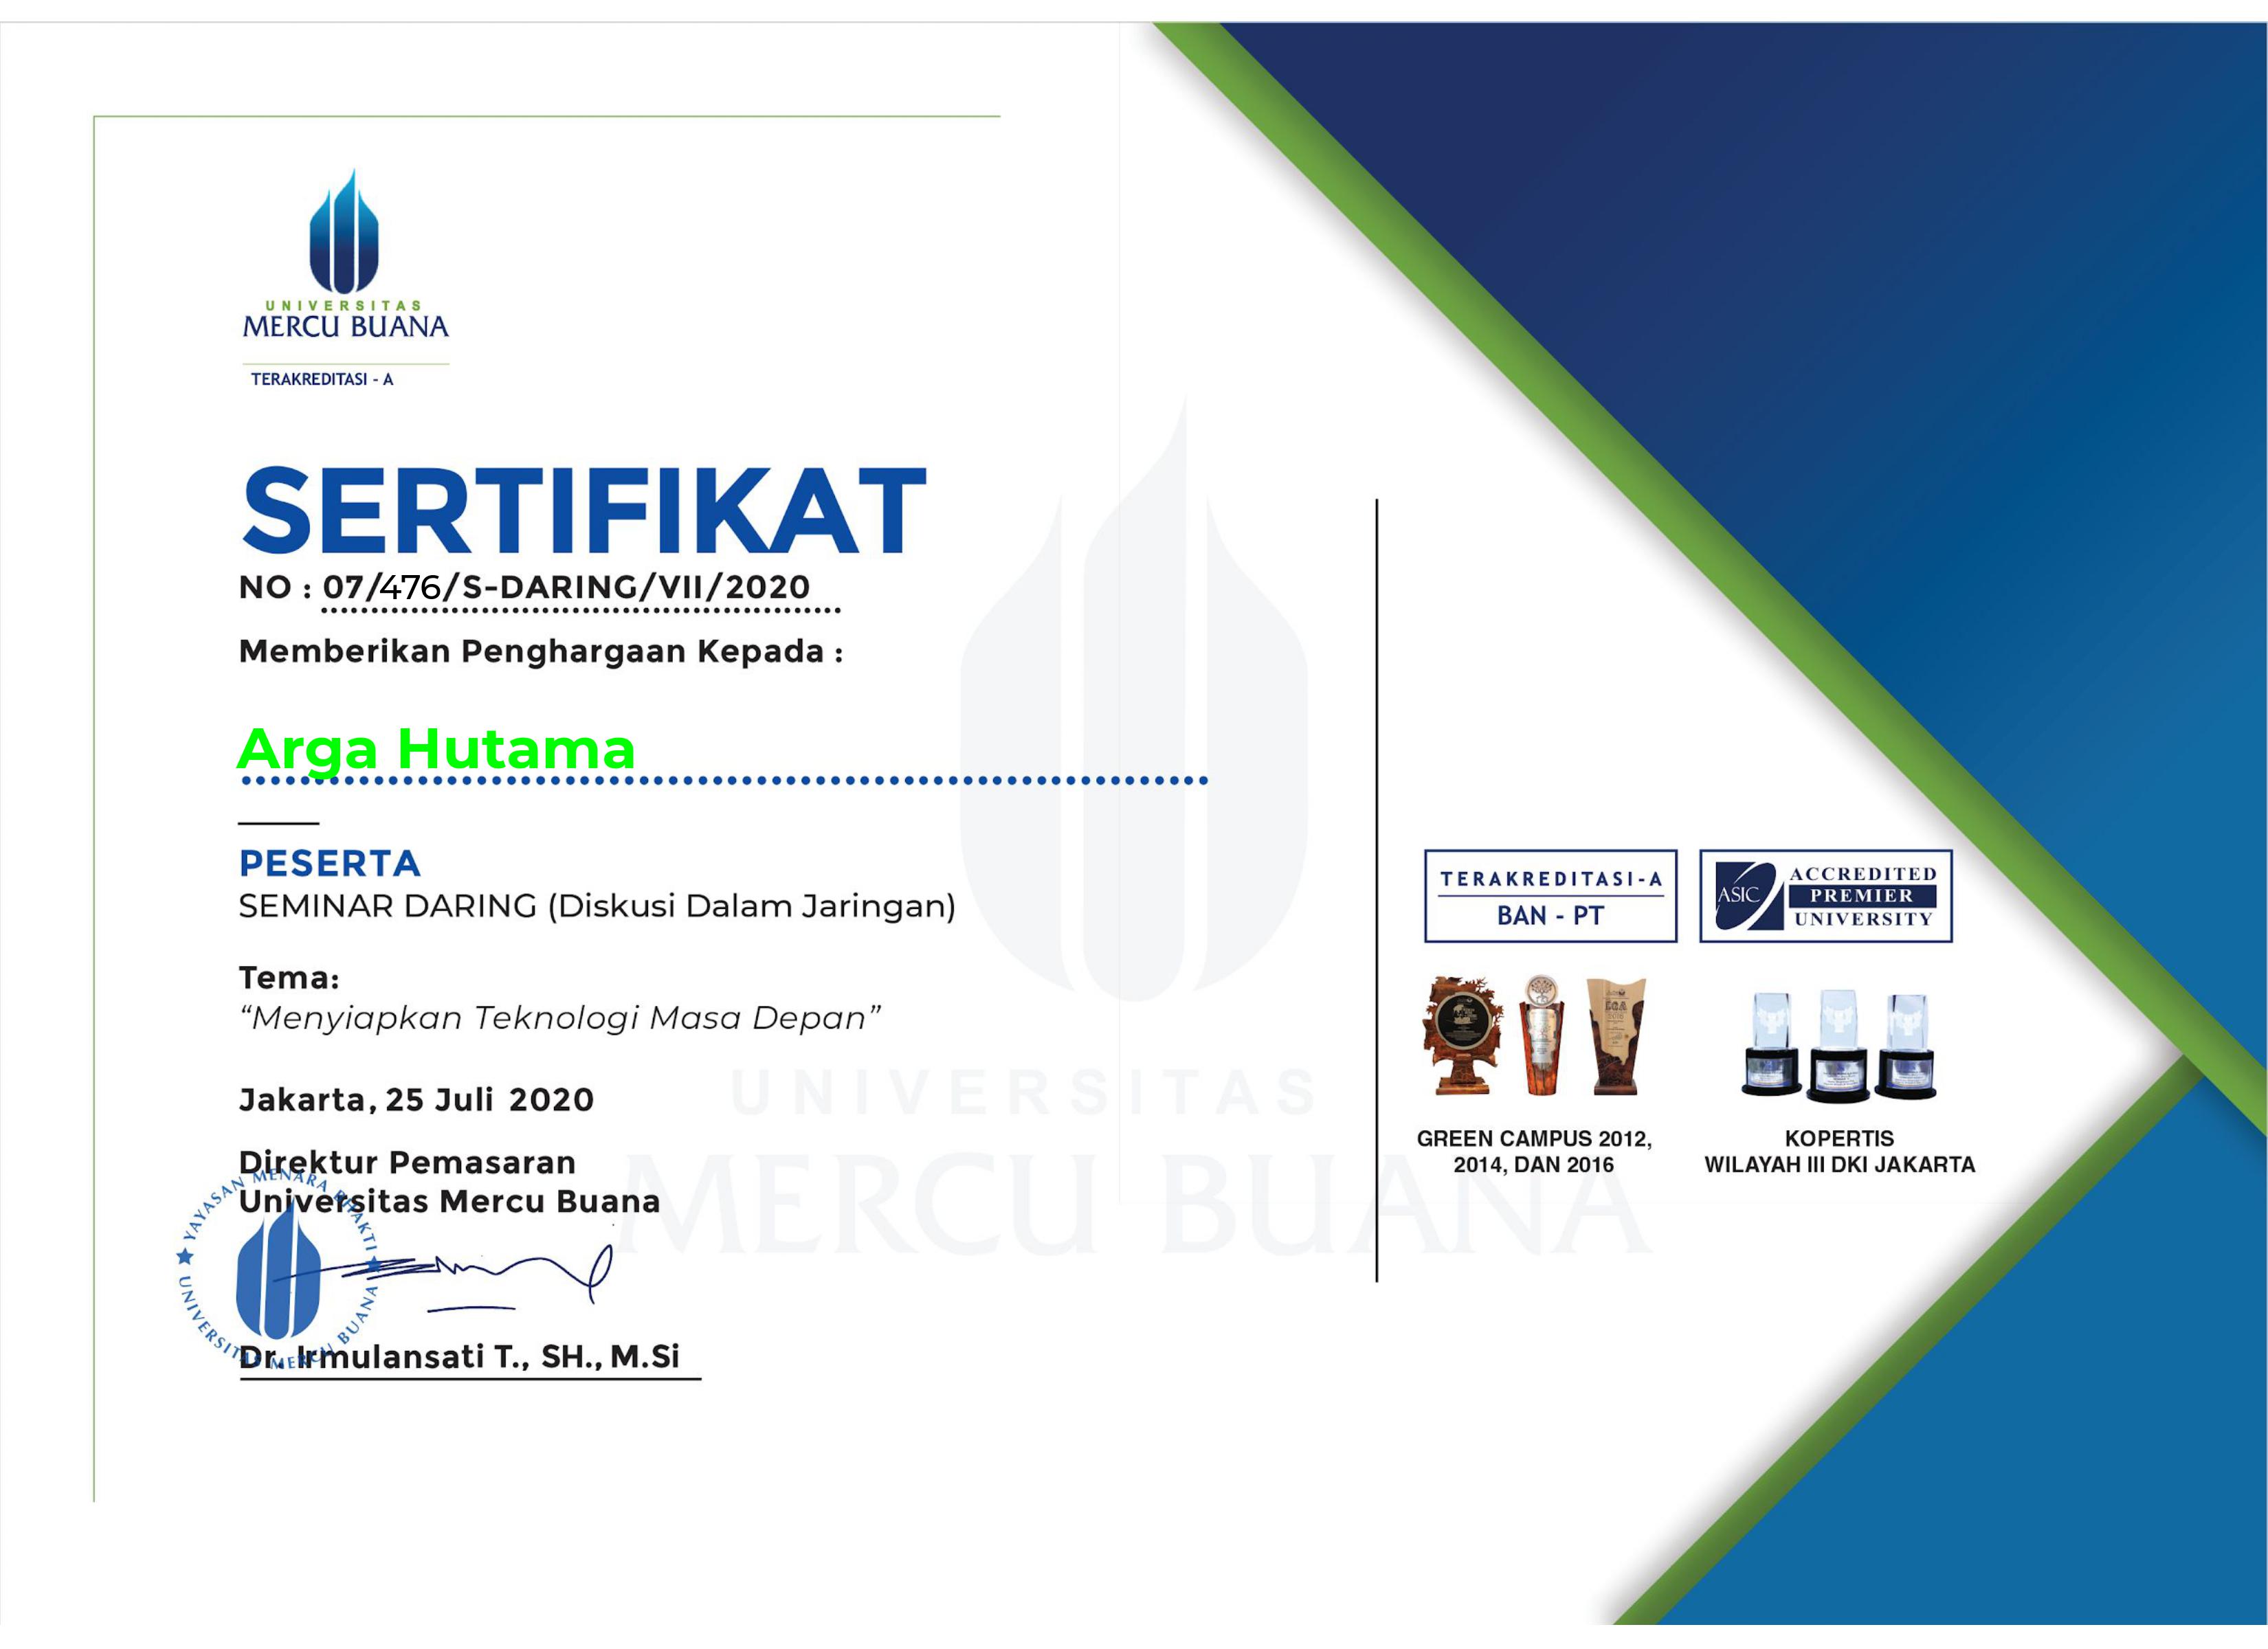 UNIVERSITAS
MERCU BUANA
TERAKREDITASI - A
SERTIFIKAT
NO : 07/476/S-DARING/VII/2020
Memberikan Penghargaan Kepada :
Arga Hutama
PESERTA
SEMINAR DARING (Diskusi Dalam Jaringan)
Tema:
“Menyiapkan Teknologi Masa Depan”
Jakarta, 25 Juli 2020
Direktur Pemasaran
Universitas Mercu Buana
YAYASAN MENARA BHAKTI
UNIVERSITAS MERCU BUANA
Dr. Irmulansati T., SH., M.Si
UNIVERSITAS
MERCU BUANA
TERAKREDITASI-A
BAN - PT
ASIC
ACCREDITED
PREMIER
UNIVERSITY
GREEN CAMPUS 2012,
2014, DAN 2016
KOPERTIS
WILAYAH III DKI JAKARTA